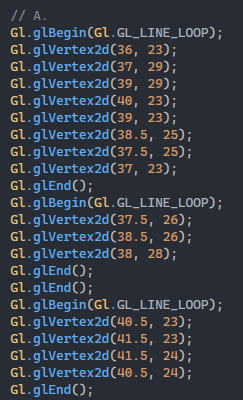 // A.
Gl.glBegin(Gl.GL_LINE_LOOP);
Gl.glVertex2d(36, 23);
Gl.glVertex2d(37, 29);
Gl.glVertex2d(39, 29);
Gl.glVertex2d(40, 23);
Gl.glVertex2d(39, 23);
Gl.glVertex2d(38.5, 25);
Gl.glVertex2d(37.5, 25);
Gl.glVertex2d(37, 23);
Gl.glEnd();
Gl.glBegin(Gl.GL_LINE_LOOP);
Gl.glVertex2d(37.5, 26);
Gl.glVertex2d(38.5, 26);
Gl.glVertex2d(38, 28);
Gl.glEnd();
Gl.glEnd();
Gl.glBegin(Gl.GL_LINE_LOOP);
Gl.glVertex2d(40.5, 23);
Gl.glVertex2d(41.5, 23);
Gl.glVertex2d(41.5, 24);
Gl.glVertex2d(40.5, 24);
Gl.glEnd();